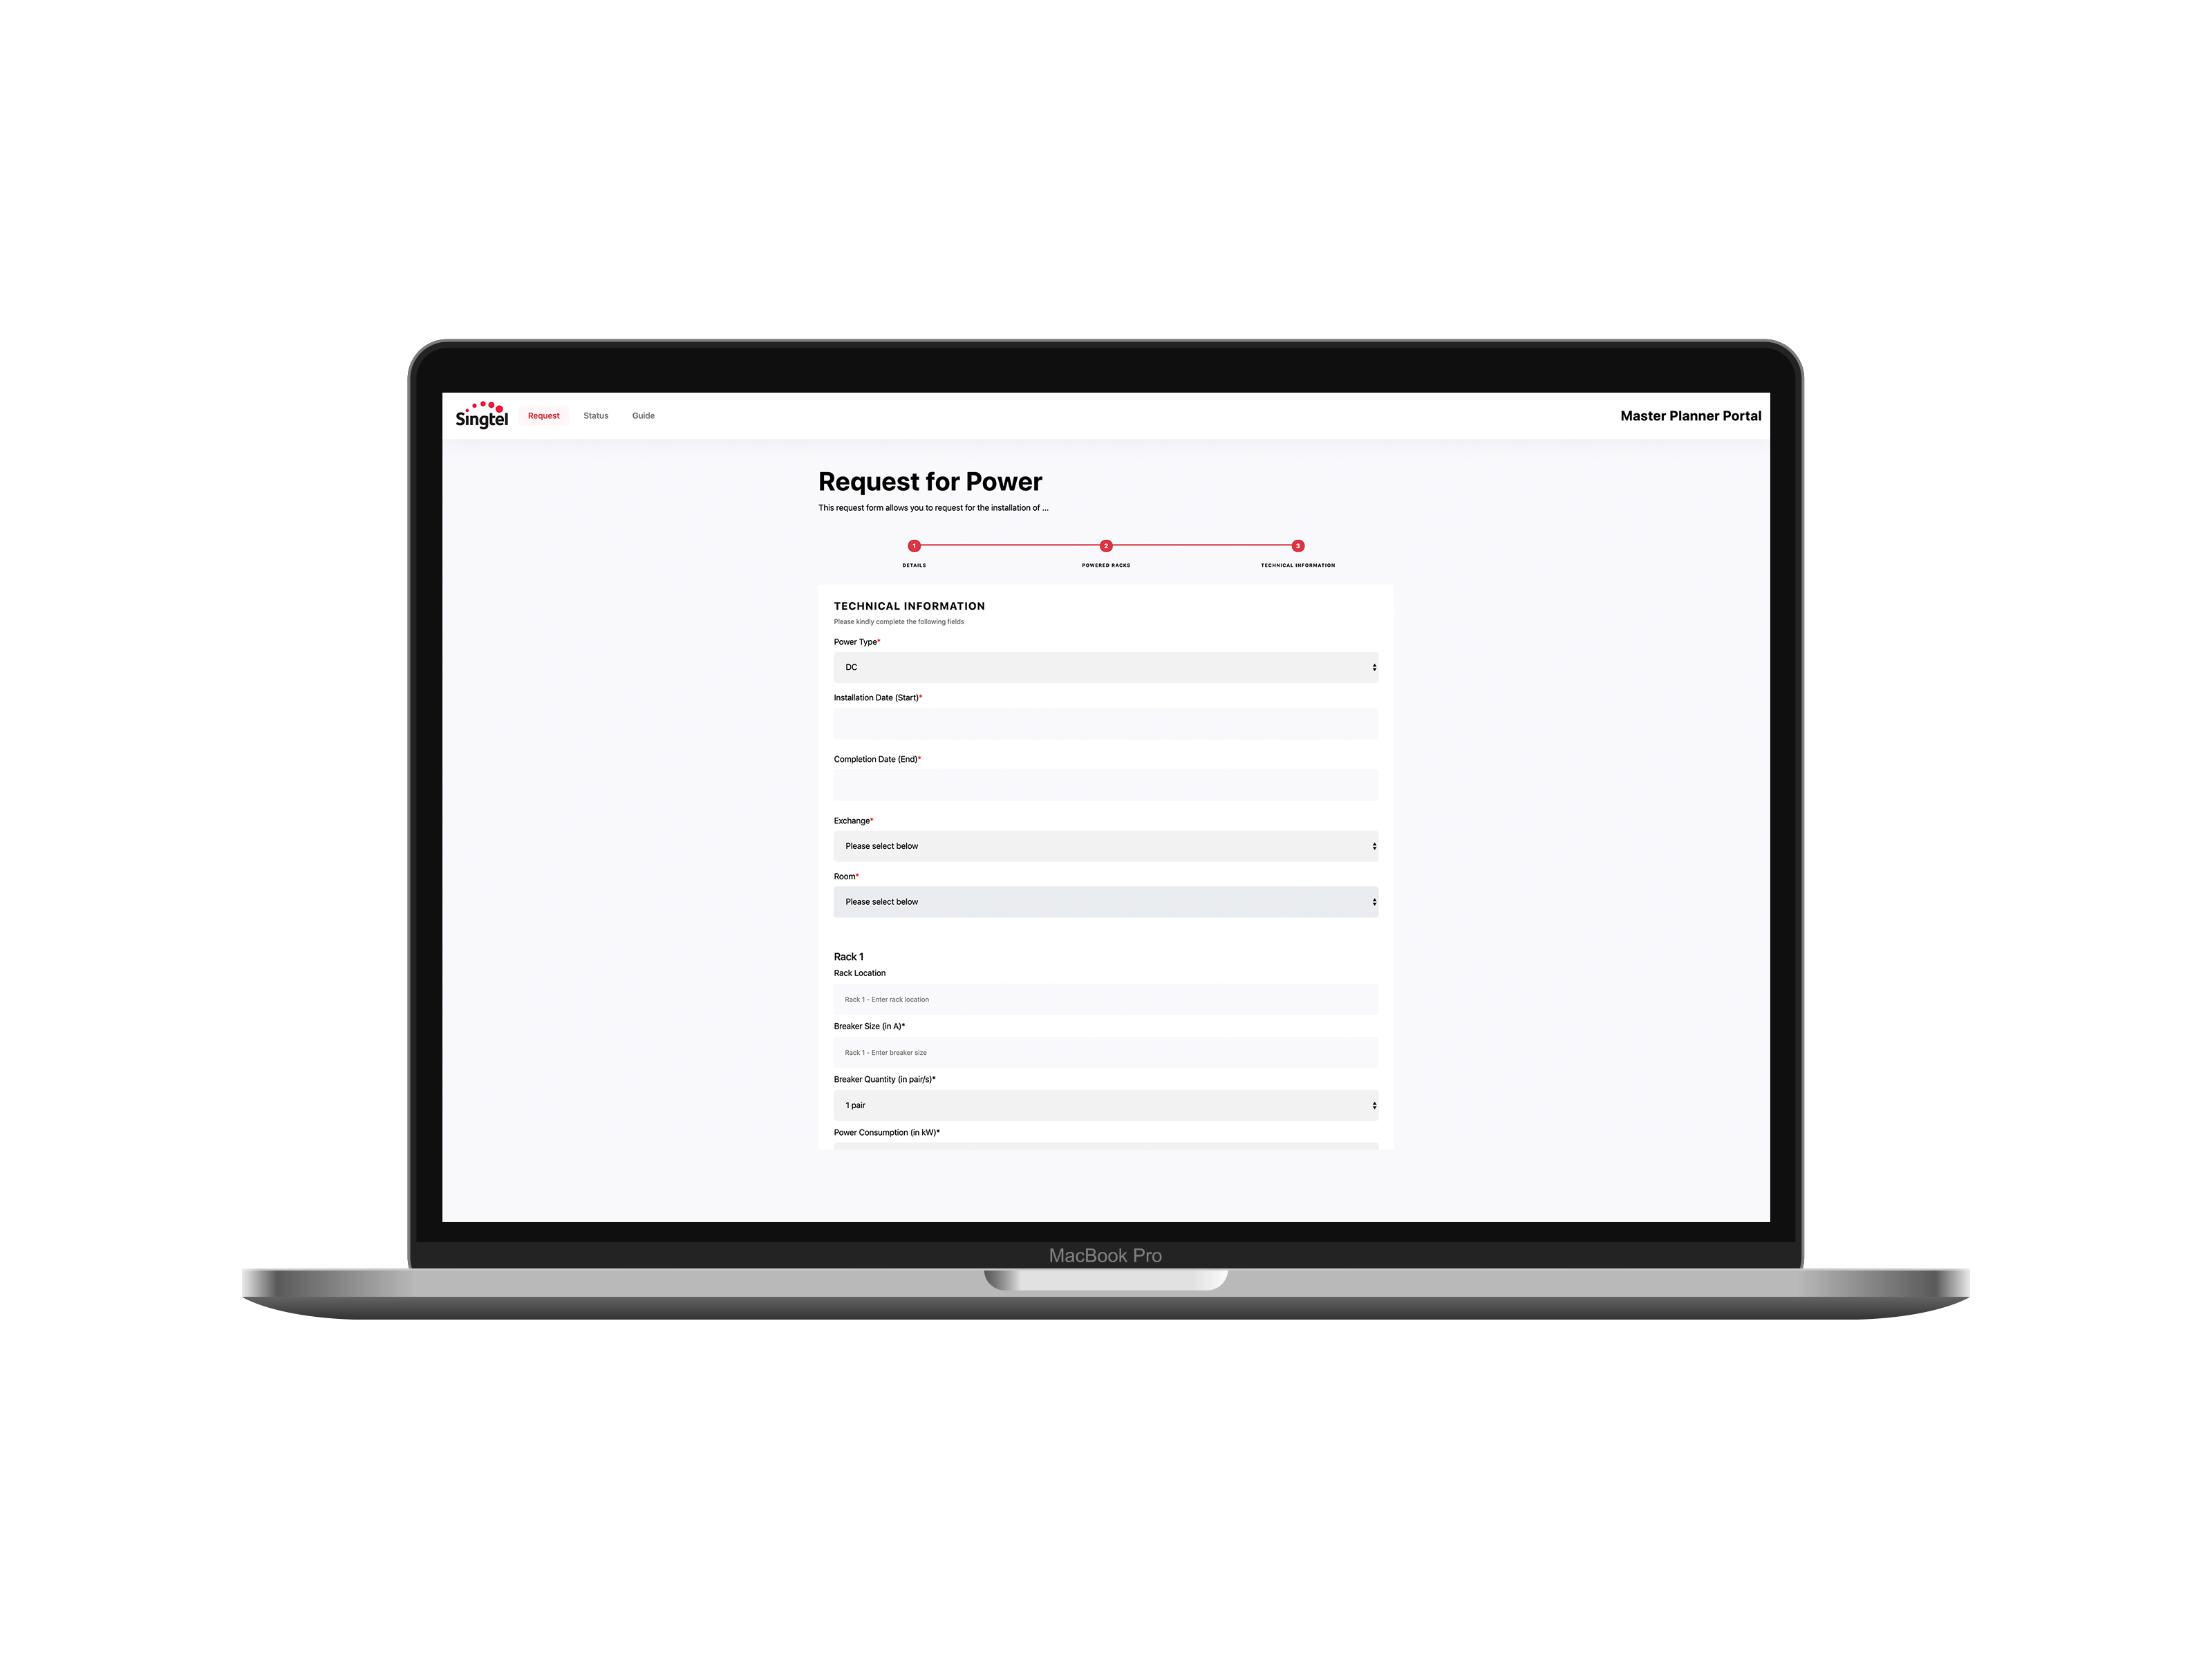 Singtel
Request
Status
Guide
Master Planner Portal
Request for Power
This request form allows you to request for the installation of ...
1
2
3
DETAILS
POWERED RACKS
TECHNICAL INFORMATION
TECHNICAL INFORMATION
Please kindly complete the following fields
Power Type*
DC
Installation Date (Start)*
Completion Date (End)*
Exchange*
Please select below
Room*
Please select below
Rack 1
Rack Location
Rack 1 - Enter rack location
Breaker Size (in A)*
Rack 1 - Enter breaker size
Breaker Quantity (in pair/s)*
1 pair
Power Consumption (in kW)*
MacBook Pro